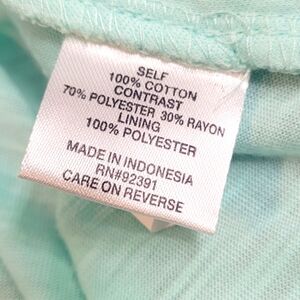 SELF
100% COTTON
CONTRAST
70% POLYESTER 30% RAYON
LINING
100% POLYESTER
MADE IN INDONESIA
RN#92391
CARE ON REVERSE